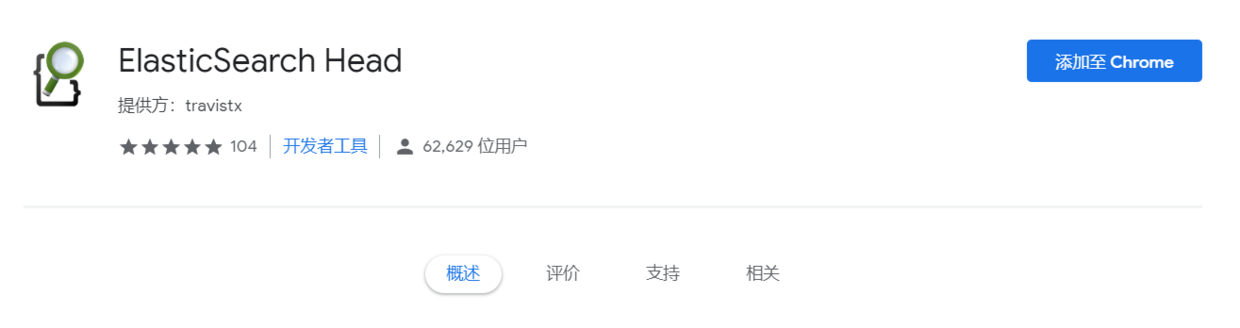 ElasticSearch Head
添加至 Chrome
提供方：travistx
104 开发者工具 62,629 位用户
概述 评价 支持 相关